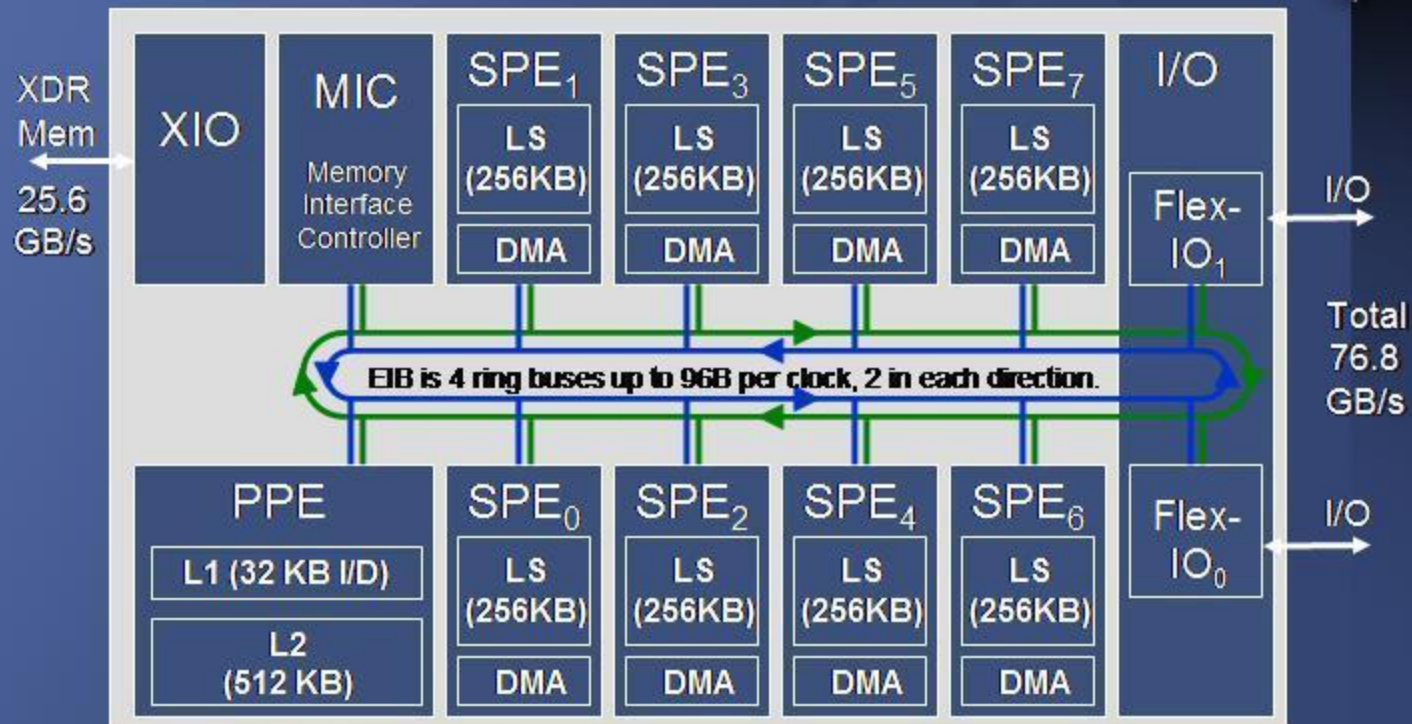 XDR
Mem
25.6
GB/s
XIO
MIC
Memory
Interface
Controller
SPE1
LS
(256KB)
DMA
SPE3
LS
(256KB)
DMA
SPE5
LS
(256KB)
DMA
SPE7
LS
(256KB)
DMA
I/O
Flex-
IO1
I/O
EIB is 4 ring buses up to 96B per clock, 2 in each direction.
Total
76.8
GB/s
PPE
L1 (32 KB I/D)
L2
(512 KB)
SPE0
LS
(256KB)
DMA
SPE2
LS
(256KB)
DMA
SPE4
LS
(256KB)
DMA
SPE6
LS
(256KB)
DMA
Flex-
IO0
I/O